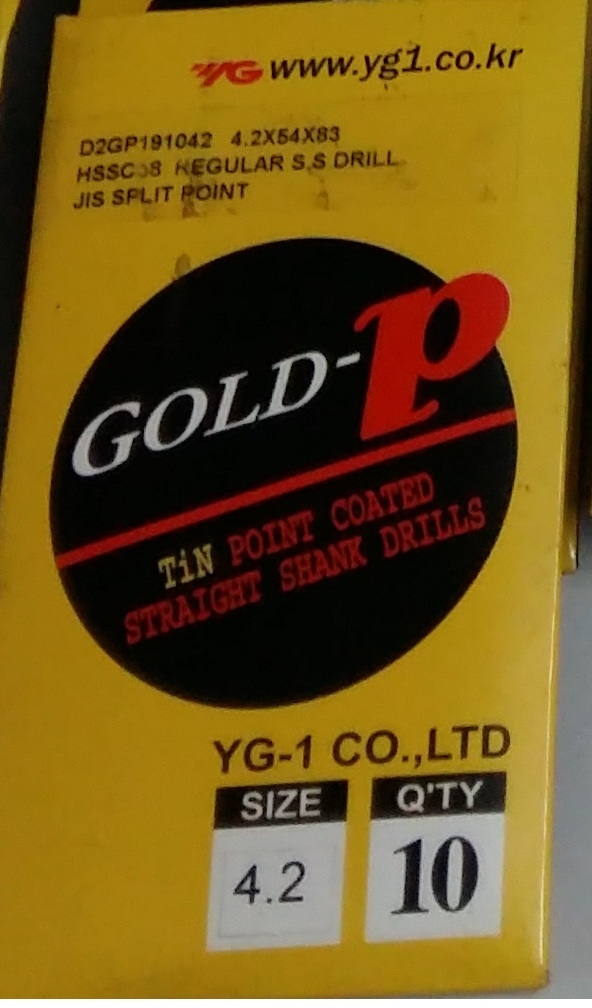 YG www.yg1.co.kr
D2GP191042 4.2X54X83
REGULAR S,S DRILL
JIS SPLIT POINT
GOLD-P
TiN POINT COATED
STRAIGHT SHANK DRILLS
YG-1 CO.,LTD
SIZE Q'TY
4.2 10